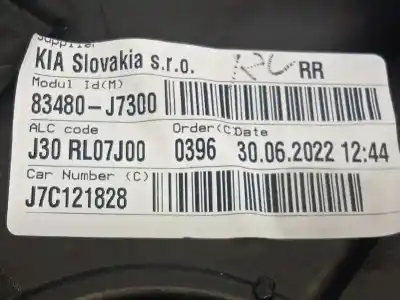 Supplier
KIA Slovakia s.r.o. RR
Modul Id(M)
83480-J7300
ALC code Order(C Date
J30 RL07J00 0396 30.06.2022 12:44
Car Number (C)
J7C121828